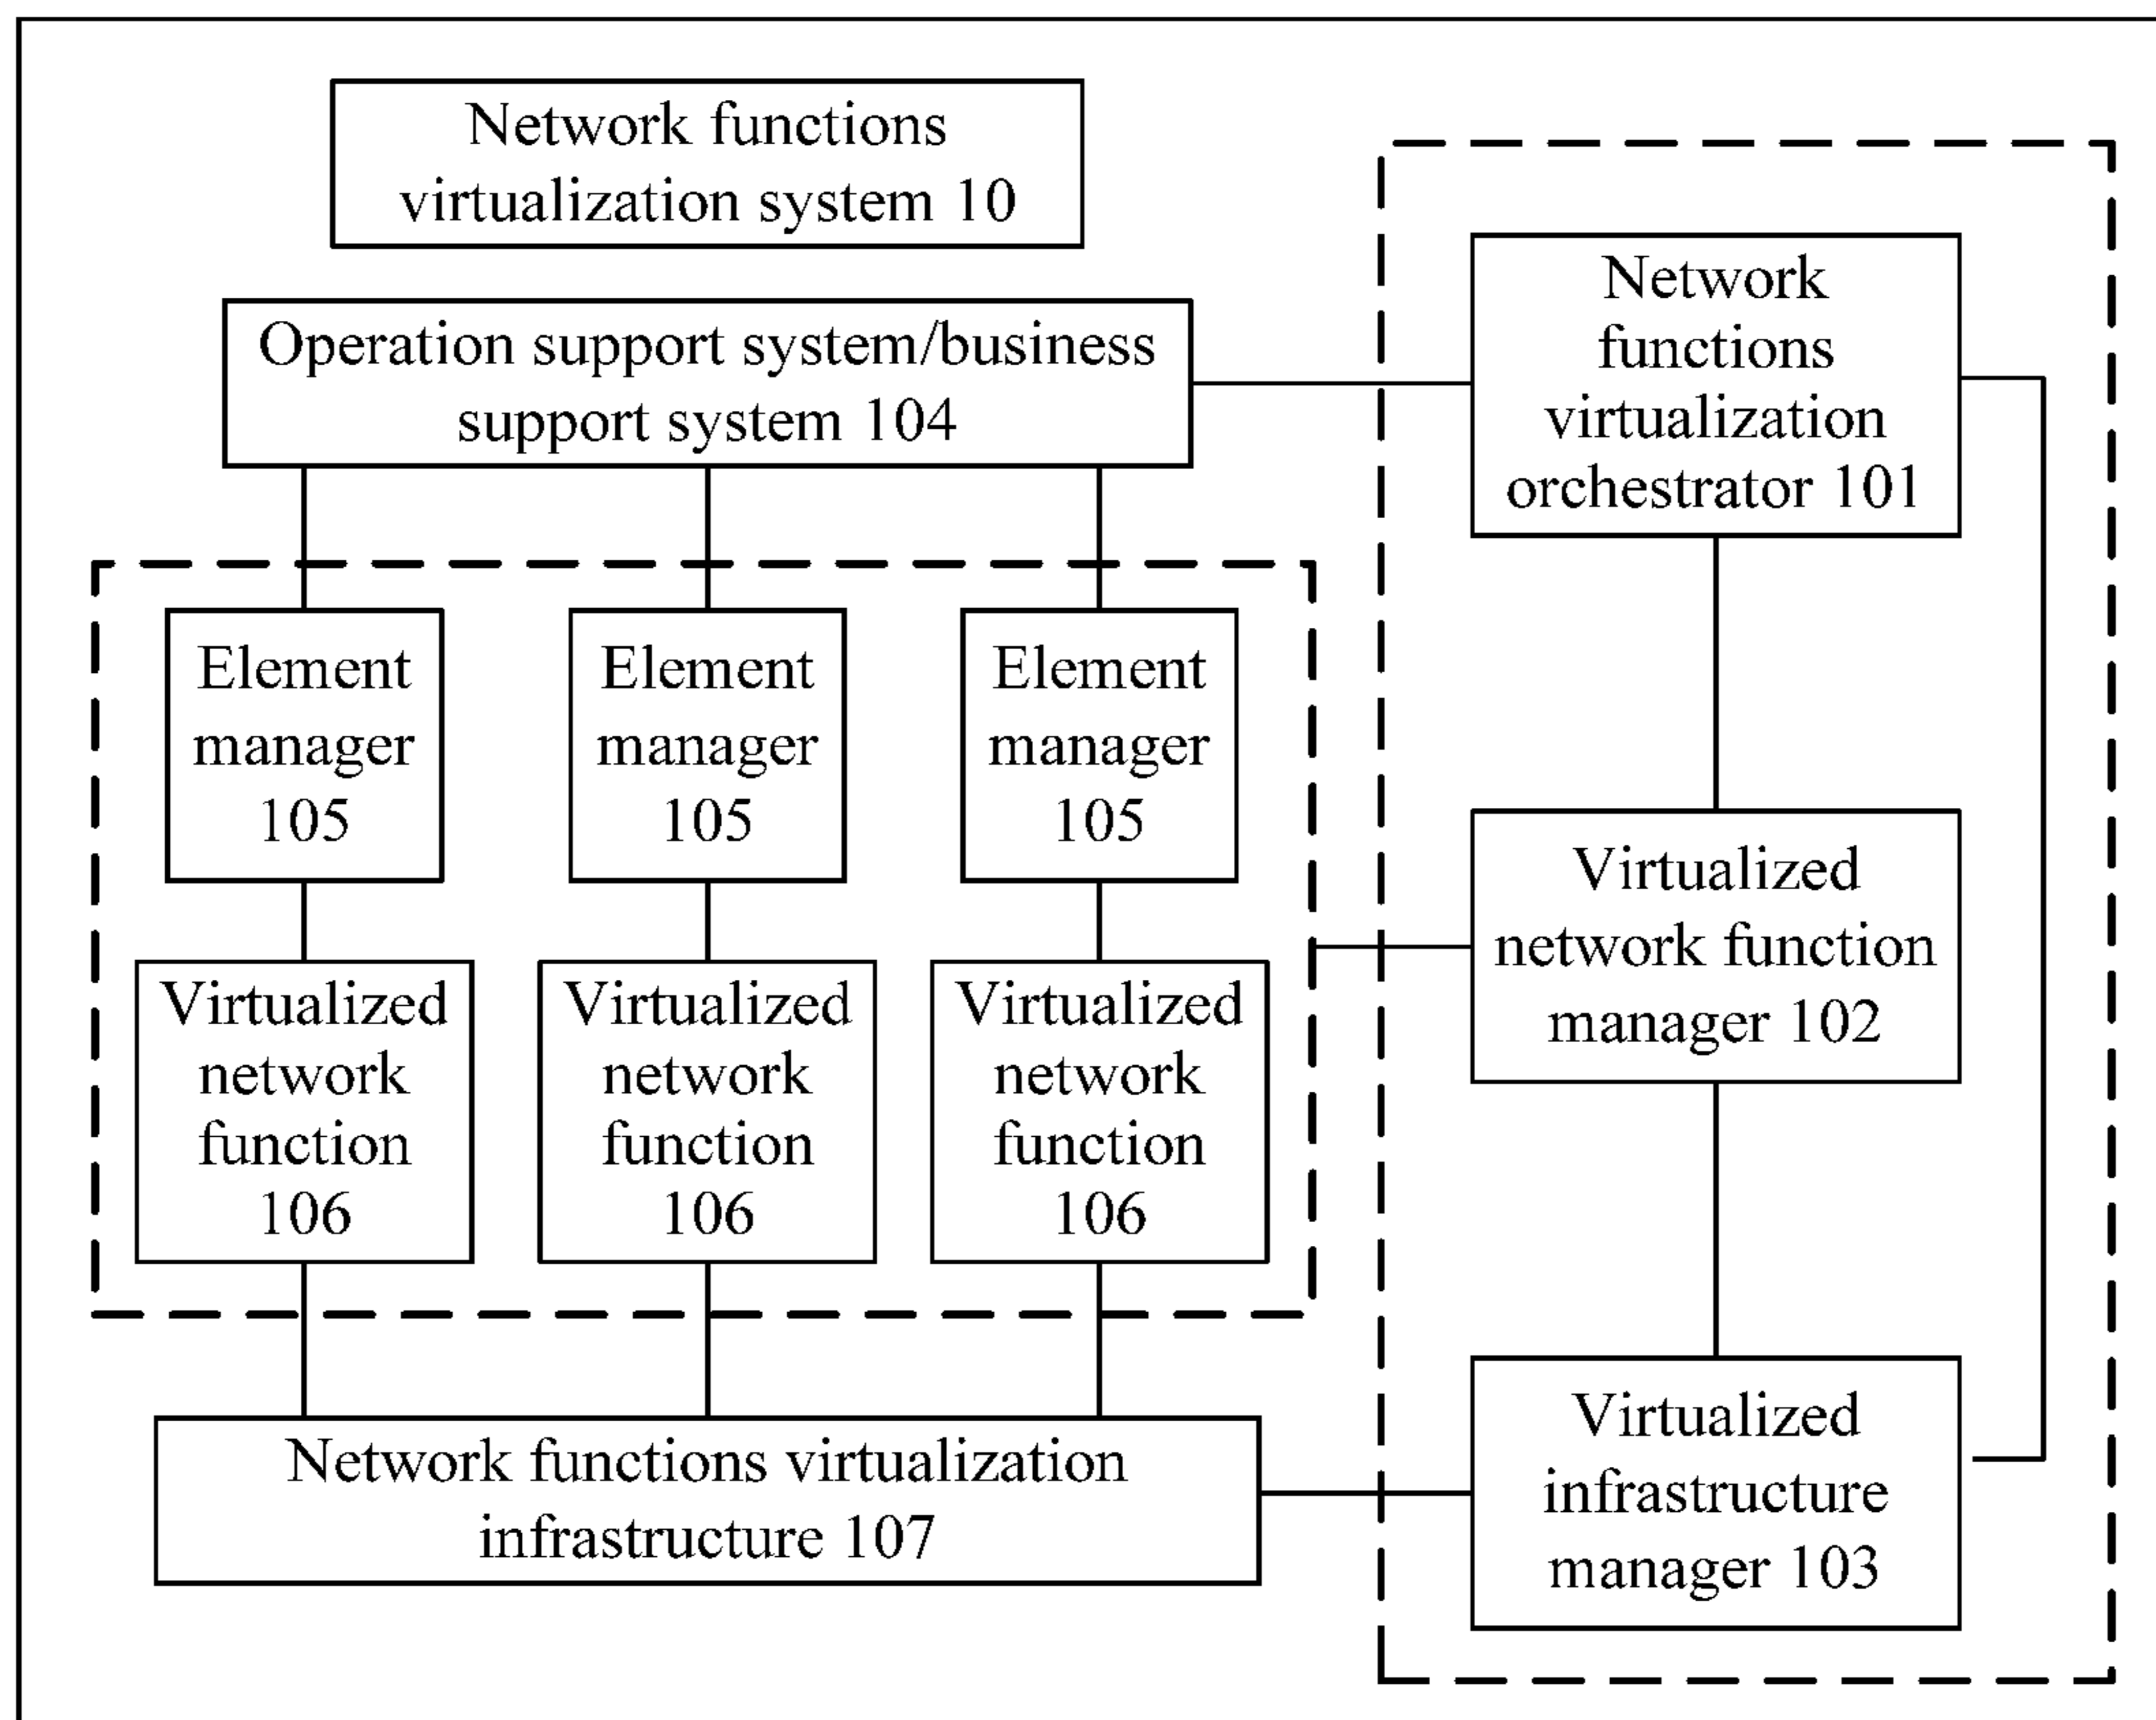 Network functions
virtualization system 10
Operation support system/business
support system 104
Network
functions
virtualization
orchestrator 101
Element
manager
105
Element
manager
105
Element
manager
105
Virtualized
network function
manager 102
Virtualized
network
function
106
Virtualized
network
function
106
Virtualized
network
function
106
Network functions virtualization
infrastructure 107
Virtualized
infrastructure
manager 103